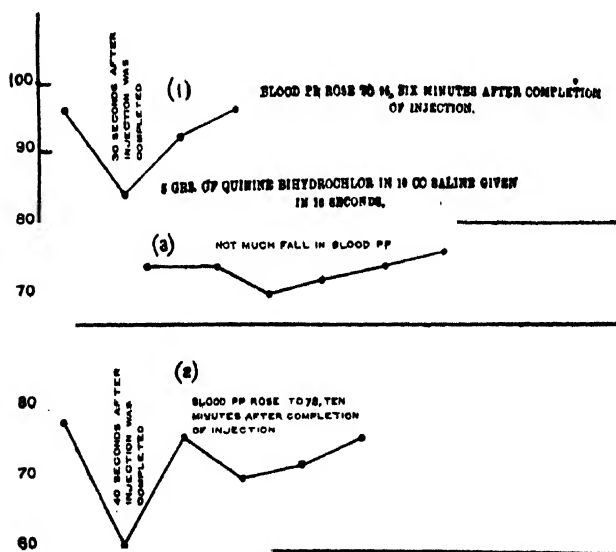 100
90
80
30 SECONDS AFTER
INJECTION WAS
COMPLETED
(1)
BLOOD PR ROSE TO 96, SIX MINUTES AFTER COMPLETION
OF INJECTION.
5 GRS. OF QUININE BIHYDROCHLOR IN 10 CC SALINE GIVEN
IN 10 SECONDS.
(3)
NOT MUCH FALL IN BLOOD PP
70
80
70
60
40 SECONDS AFTER
INJECTION WAS
COMPLETED
(2)
BLOOD PP ROSE TO 78, TEN
MINUTES AFTER COMPLETION
OF INJECTION